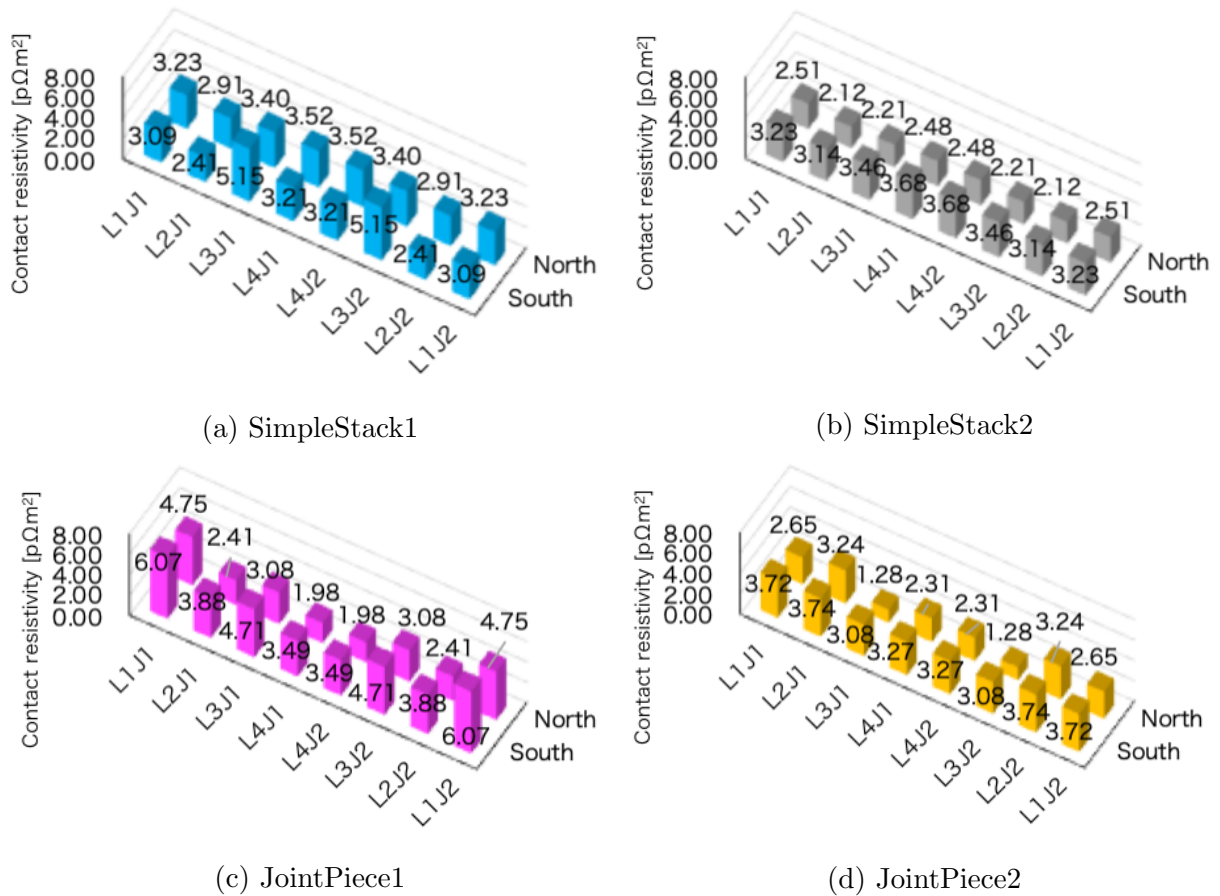 Contact resistivity [pΩm²]
8.00
6.00
4.00
2.00
0.00
3.23
2.91
3.40
3.52
3.52
3.40
2.91
3.23
3.09
2.41
5.15
3.21
3.21
5.15
2.41
3.09
L1J1
L2J1
L3J1
L4J1
L4J2
L3J2
L2J2
L1J2
North
South
(a) SimpleStack1
Contact resistivity [pΩm²]
8.00
6.00
4.00
2.00
0.00
2.51
2.12
2.21
2.48
2.48
2.21
2.12
2.51
3.23
3.14
3.46
3.68
3.68
3.46
3.14
3.23
L1J1
L2J1
L3J1
L4J1
L4J2
L3J2
L2J2
L1J2
North
South
(b) SimpleStack2
Contact resistivity [pΩm²]
8.00
6.00
4.00
2.00
0.00
4.75
2.41
3.08
1.98
1.98
3.08
2.41
4.75
6.07
3.88
4.71
3.49
3.49
4.71
3.88
6.07
L1J1
L2J1
L3J1
L4J1
L4J2
L3J2
L2J2
L1J2
North
South
(c) JointPiece1
Contact resistivity [pΩm²]
8.00
6.00
4.00
2.00
0.00
2.65
3.24
1.28
2.31
2.31
1.28
3.24
2.65
3.72
3.74
3.08
3.27
3.27
3.08
3.74
3.72
L1J1
L2J1
L3J1
L4J1
L4J2
L3J2
L2J2
L1J2
North
South
(d) JointPiece2